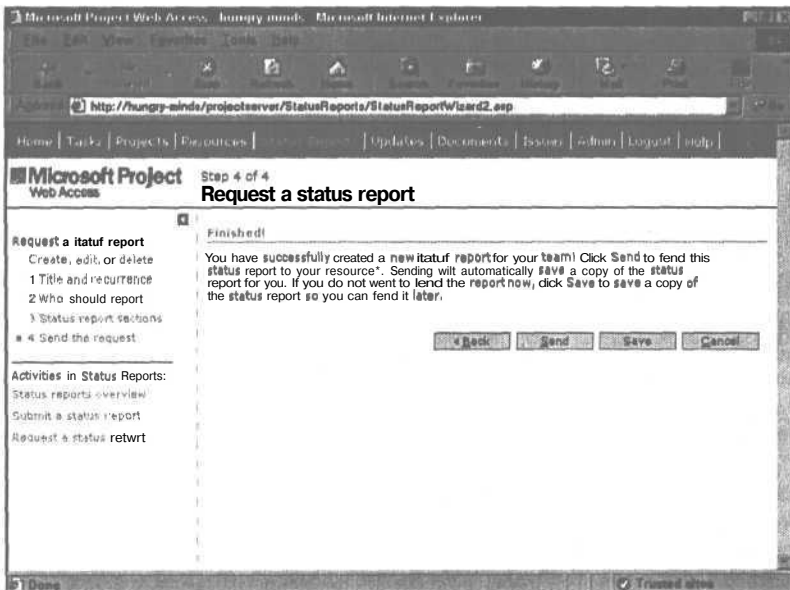 Microsoft Project Web Access - hungry minds - Microsoft Internet Explorer
File Edit View Favorites Tools Help
http://hungry-minds/projectserver/StatusReports/StatusReportWizard2.asp
Home | Tasks | Projects | Resources | | Updates | Documents | Issues | Admin | Logout | Help |
Microsoft Project
Web Access
Step 4 of 4
Request a status report
Request a itatuf report
Create, edit, or delete
1 Title and recurrence
2 Who should report
3 Status report sections
4 Send the request
Activities in Status Reports:
Status reports overview
Submit a status report
Request a status retwrt
Finished!
You have successfully created a new itatuf report for your team! Click Send to fend this
status report to your resource*. Sending wilt automatically save a copy of the status
report for you. If you do not went to lend the report now, dick Save to save a copy of
the status report so you can fend it later.
Back Send Save Cancel
Done Trusted sites